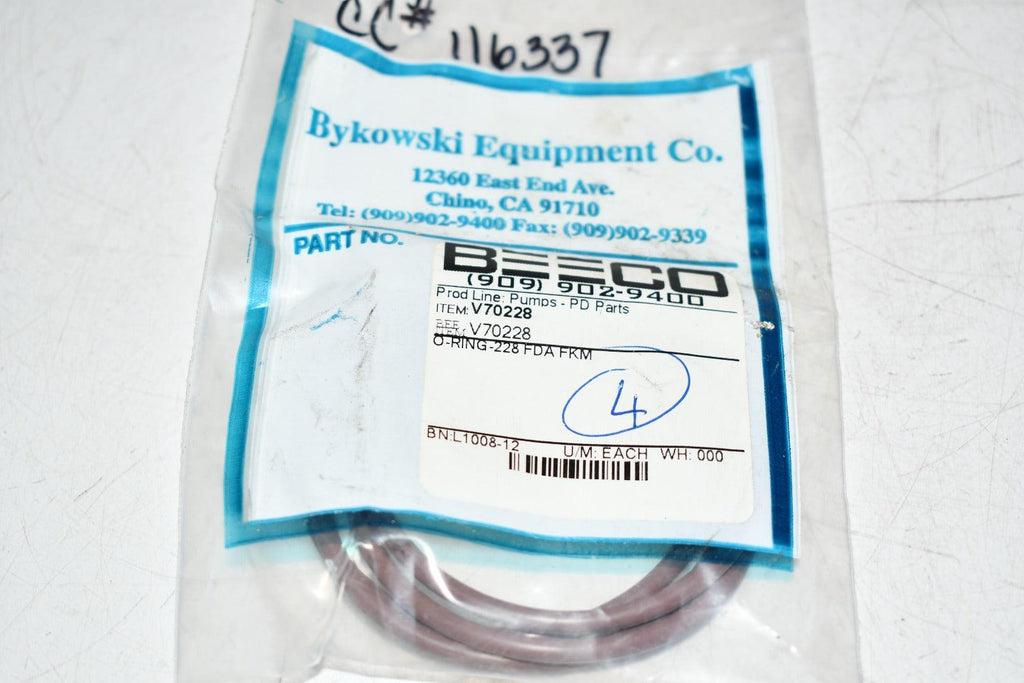 CC# 116337
Bykowski Equipment Co.
12360 East End Ave.
Chino, CA 91710
Tel: (909)902-9400 Fax: (909)902-9339
PART NO.
BEECO
(909) 902-9400
Prod Line: Pumps - PD Parts
ITEM: V70228
BEE ITEM: V70228
O-RING -228 FDA FKM
4
BN:L1008-12
U/M: EACH WH: 000